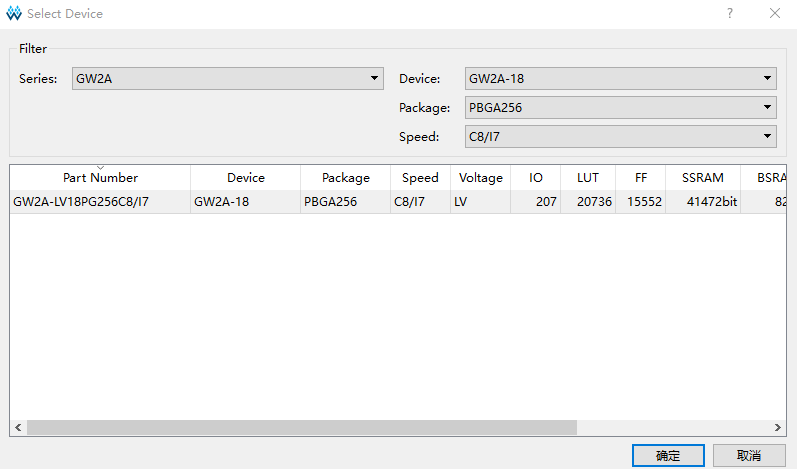 Select Device
Filter
Series: GW2A Device: GW2A-18
Package: PBGA256
Speed: C8/I7
Part Number Device Package Speed Voltage IO LUT FF SSRAM BSRA
GW2A-LV18PG256C8/I7 GW2A-18 PBGA256 C8/I7 LV 207 20736 15552 41472bit 82
确定 取消